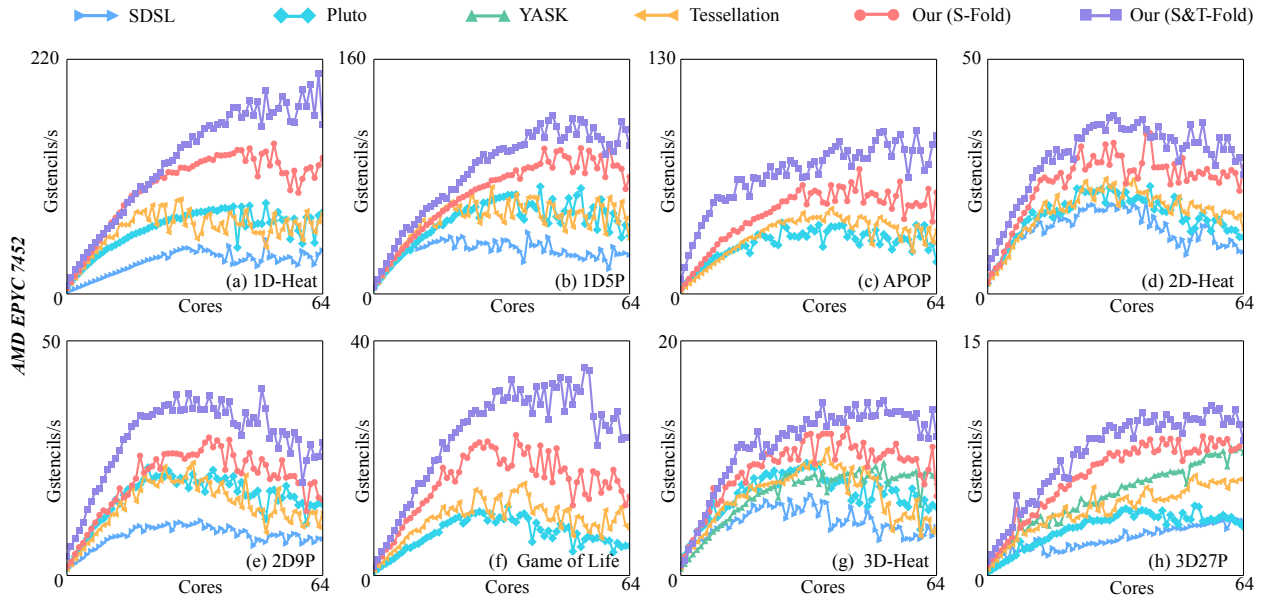 SDSL Pluto YASK Tessellation Our (S-Fold) Our (S&T-Fold)
AMD EPYC 7452
220
Gstencils/s
(a) 1D-Heat
0 Cores 64
160
Gstencils/s
(b) 1D5P
0 Cores 64
130
Gstencils/s
(c) APOP
0 Cores 64
50
Gstencils/s
(d) 2D-Heat
0 Cores 64
50
Gstencils/s
(e) 2D9P
0 Cores 64
40
Gstencils/s
(f) Game of Life
0 Cores 64
20
Gstencils/s
(g) 3D-Heat
0 Cores 64
15
Gstencils/s
(h) 3D27P
0 Cores 64